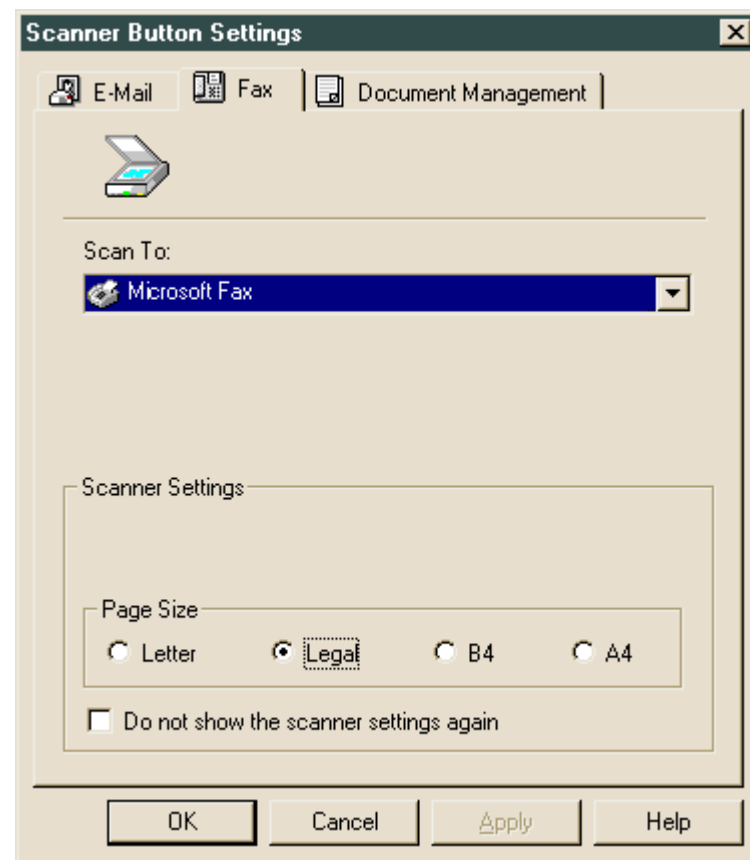 Scanner Button Settings
E-Mail Fax Document Management
Scan To:
Microsoft Fax
Scanner Settings
Page Size
Letter Legal B4 A4
Do not show the scanner settings again
OK Cancel Apply Help